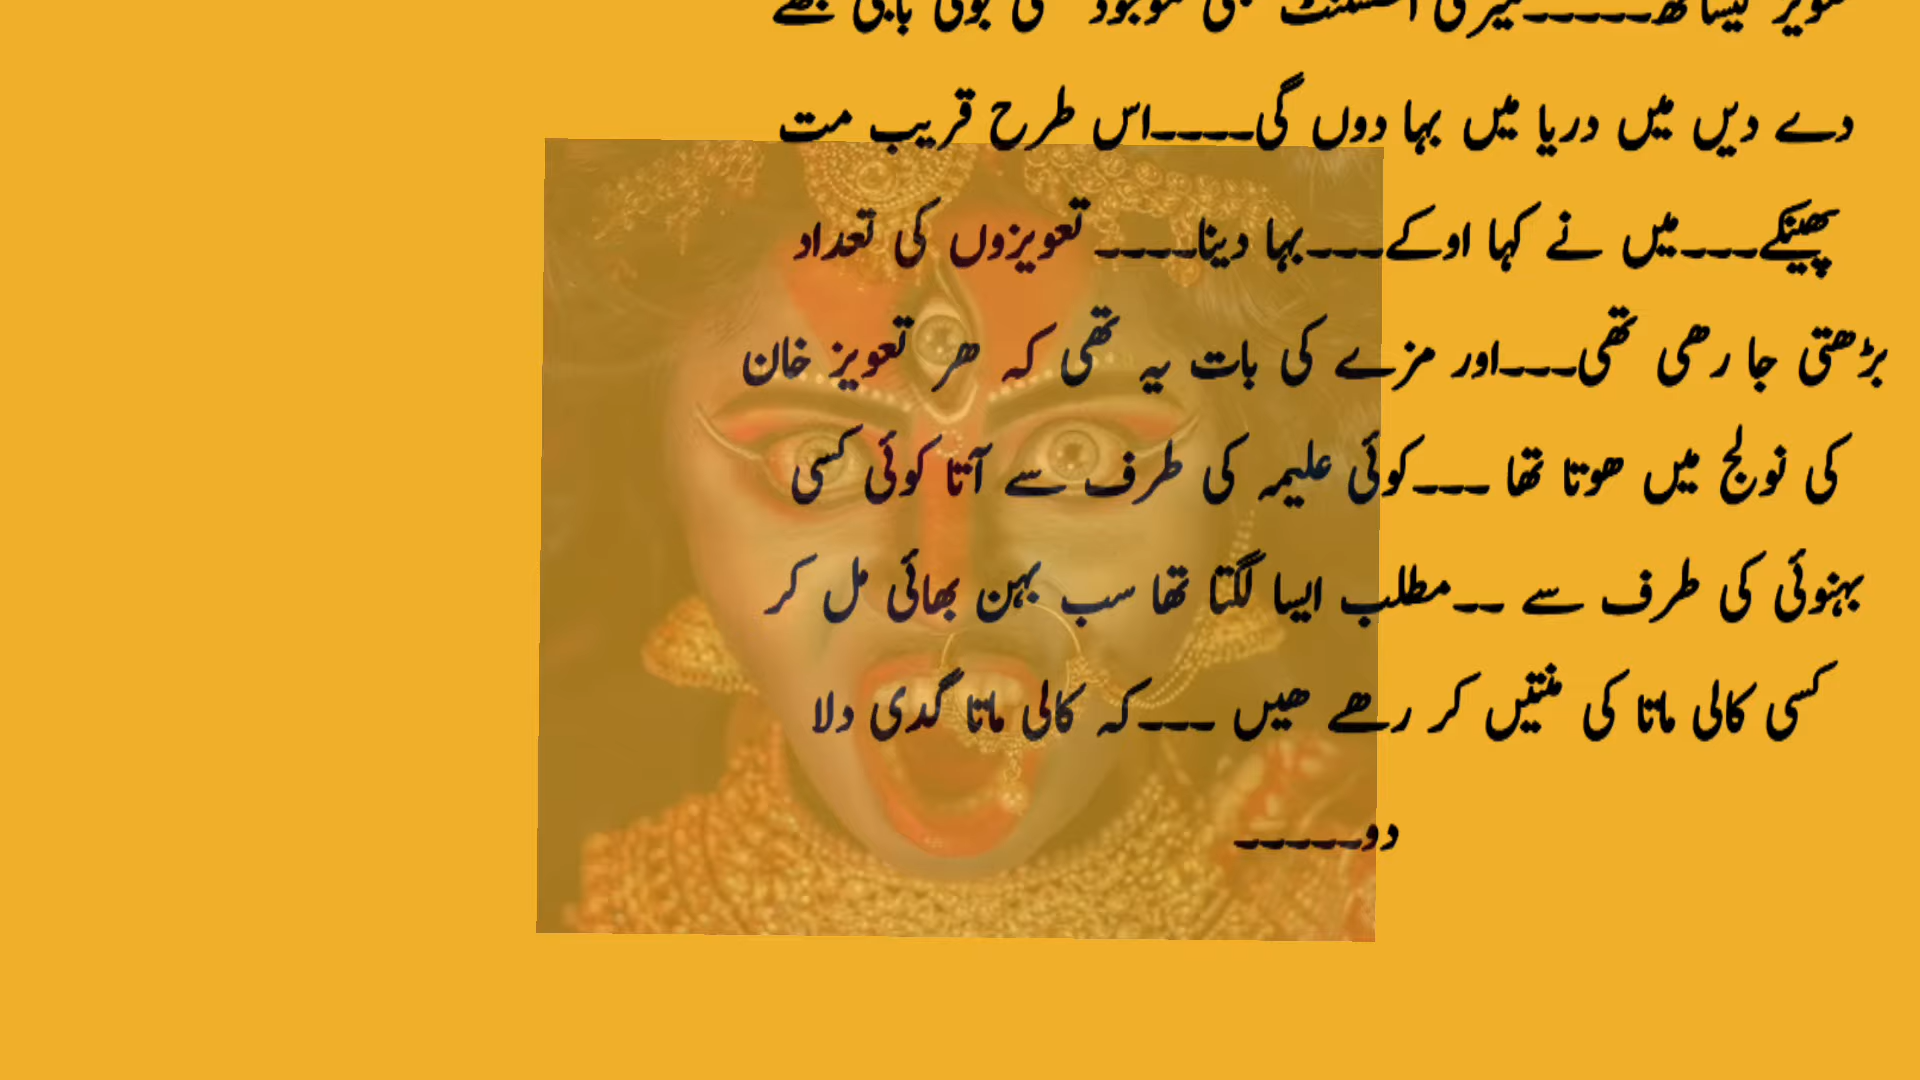 دے دیں میں دریا میں بہا دوں گی۔۔۔۔اس طرح قریب مت
پھینکے۔۔۔میں نے کہا اوکے۔۔۔بہا دینا۔۔۔۔ تعویزوں کی تعداد
بڑھتی جا رھی تھی۔۔۔اور مزے کی بات یہ تھی کہ ھر تعویز خان
کی نولج میں ھوتا تھا ۔۔۔کوئی علیمہ کی طرف سے آتا کوئی کسی
بہنوئی کی طرف سے ۔۔مطلب ایسا لگتا تھا سب بہن بھائی مل کر
کسی کالی ماتا کی منتیں کر رھے ھیں ۔۔۔کہ کالی ماتا گدی دلا
دو۔۔۔۔۔